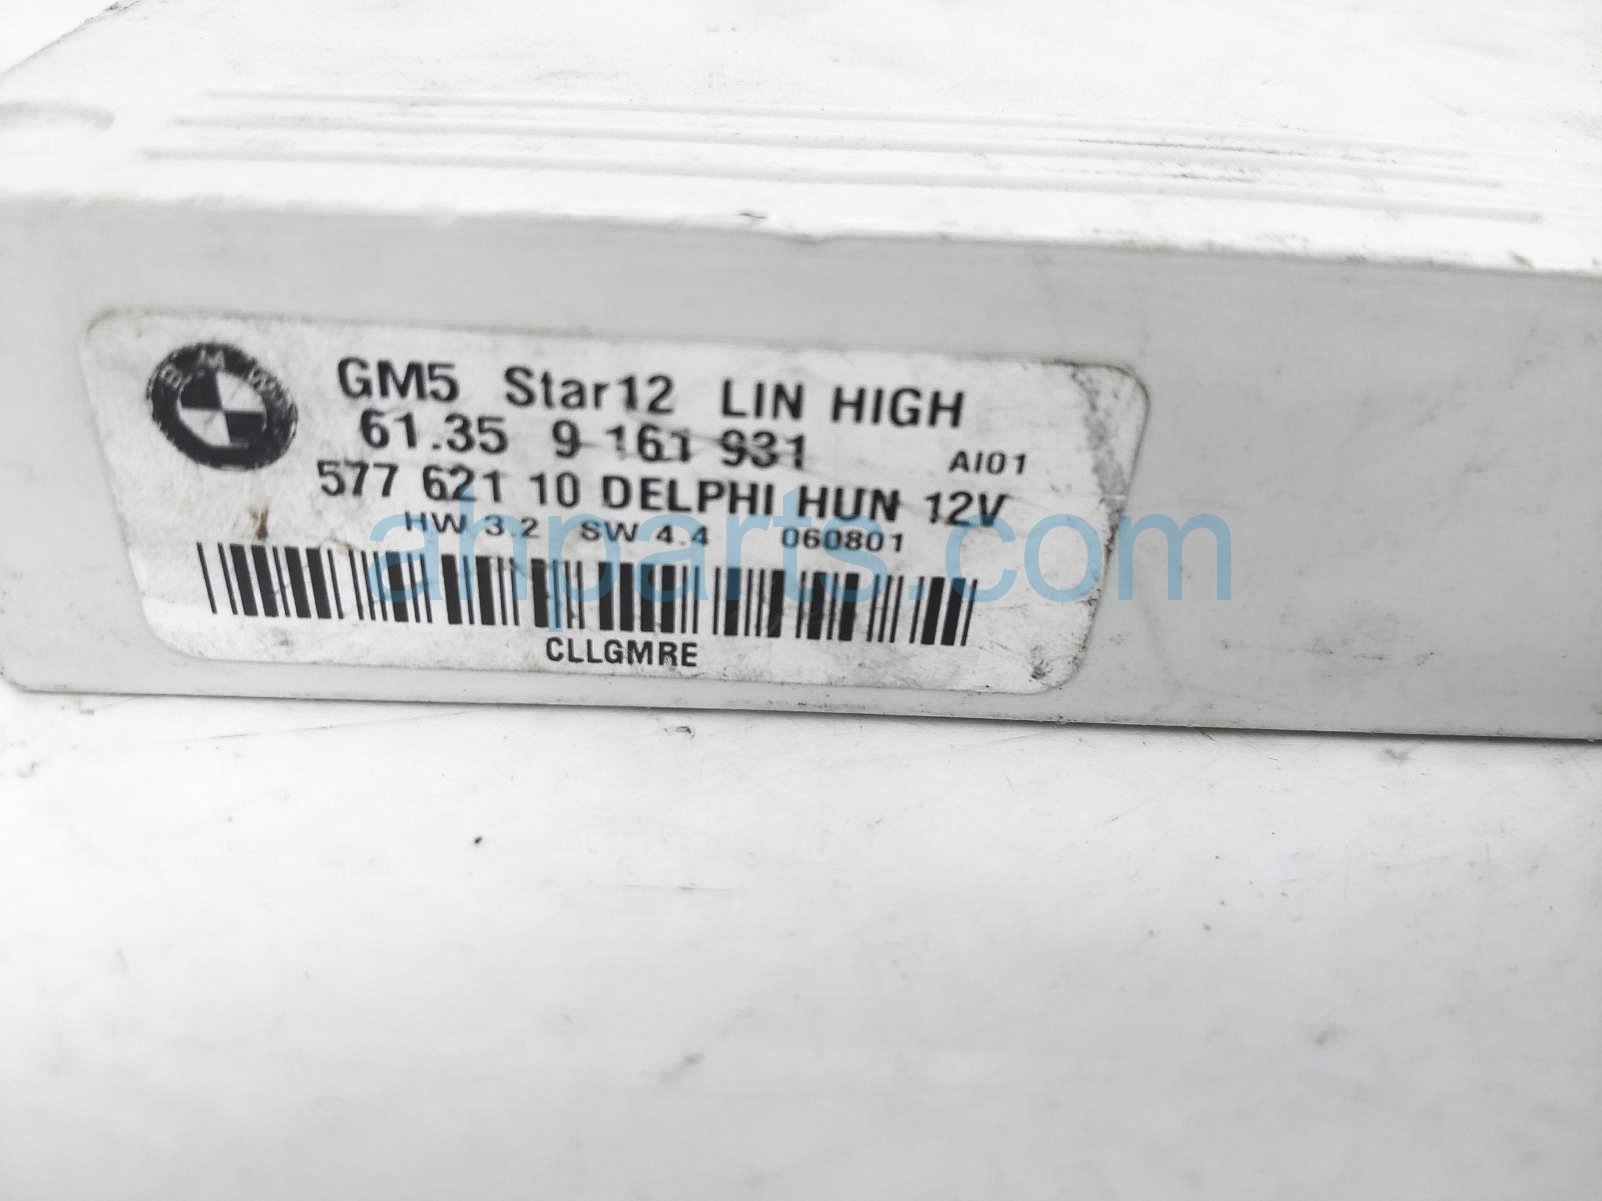 BMW
GM5 Star12 LIN HIGH
61.35 9 161 931 AI01
577 621 10 DELPHI HUN 12V
HW 3.2 SW 4.4 060801
ahparts.com
CLLGMRE